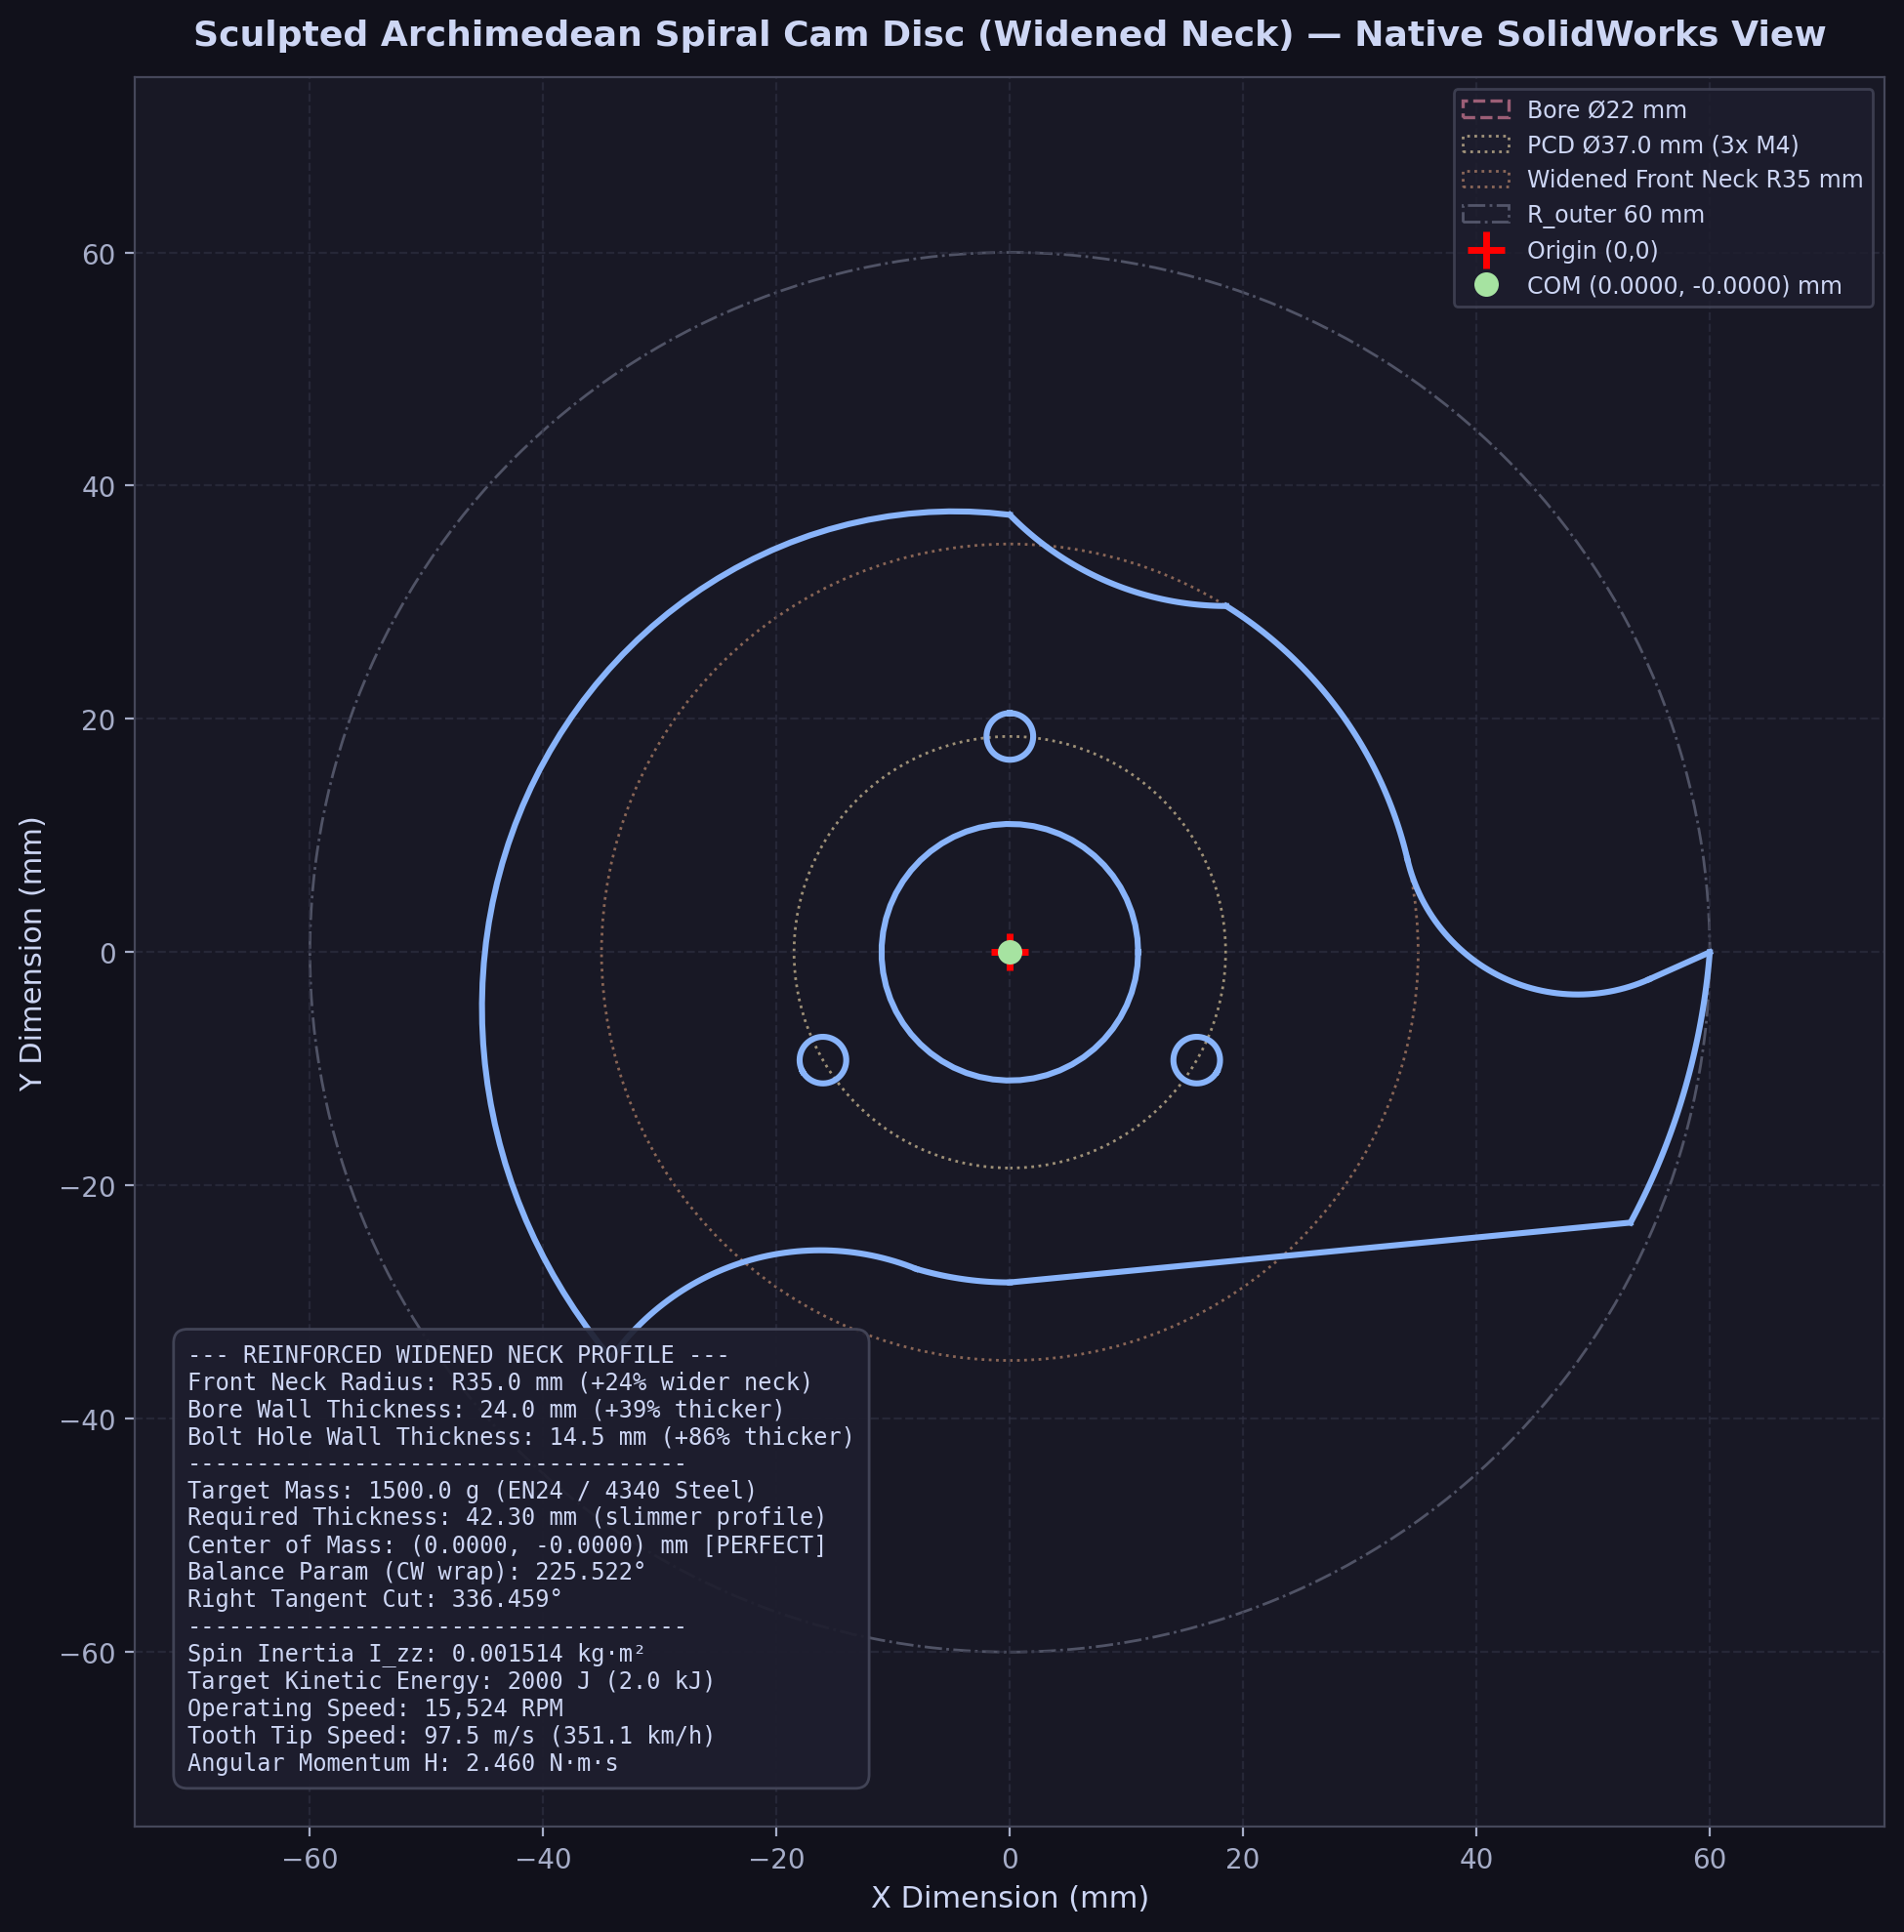 Sculpted Archimedean Spiral Cam Disc (Widened Neck) — Native SolidWorks View
Bore Ø22 mm
PCD Ø37.0 mm (3x M4)
Widened Front Neck R35 mm
R_outer 60 mm
Origin (0,0)
COM (0.0000, -0.0000) mm
60
40
20
0
−20
−40
−60
Y Dimension (mm)
--- REINFORCED WIDENED NECK PROFILE ---
Front Neck Radius: R35.0 mm (+24% wider neck)
Bore Wall Thickness: 24.0 mm (+39% thicker)
Bolt Hole Wall Thickness: 14.5 mm (+86% thicker)
------------------------------------
Target Mass: 1500.0 g (EN24 / 4340 Steel)
Required Thickness: 42.30 mm (slimmer profile)
Center of Mass: (0.0000, -0.0000) mm [PERFECT]
Balance Param (CW wrap): 225.522°
Right Tangent Cut: 336.459°
------------------------------------
Spin Inertia I_zz: 0.001514 kg·m²
Target Kinetic Energy: 2000 J (2.0 kJ)
Operating Speed: 15,524 RPM
Tooth Tip Speed: 97.5 m/s (351.1 km/h)
Angular Momentum H: 2.460 N·m·s
−60 −40 −20 0 20 40 60
X Dimension (mm)